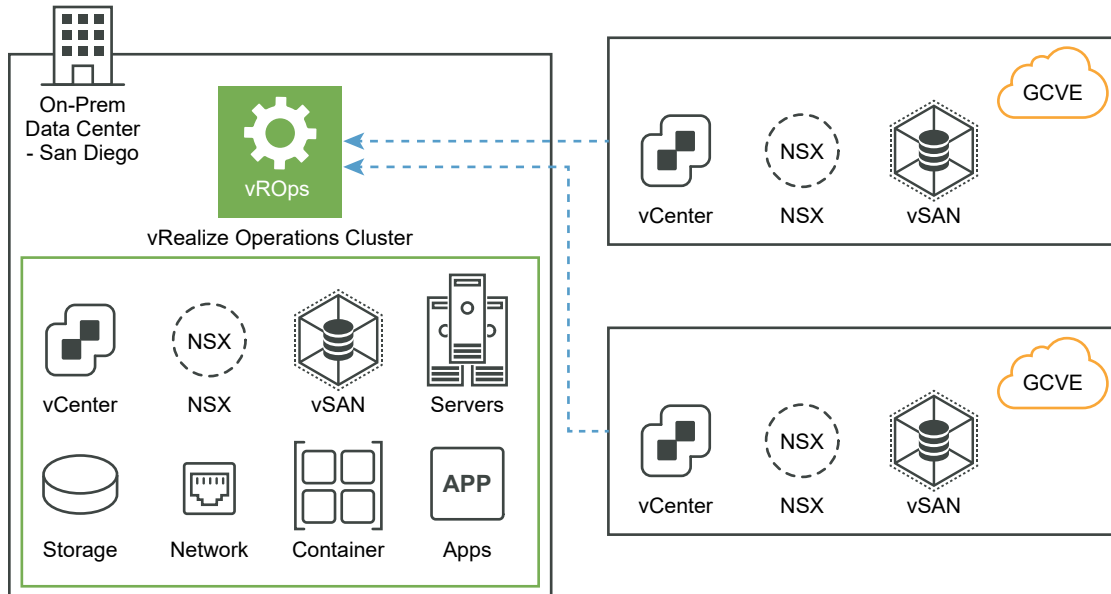 On-Prem
Data Center
- San Diego
vROps
vRealize Operations Cluster
NSX
vCenter
NSX
vSAN
Servers
APP
Storage
Network
Container
Apps
GCVE
NSX
vCenter
NSX
vSAN
GCVE
NSX
vCenter
NSX
vSAN